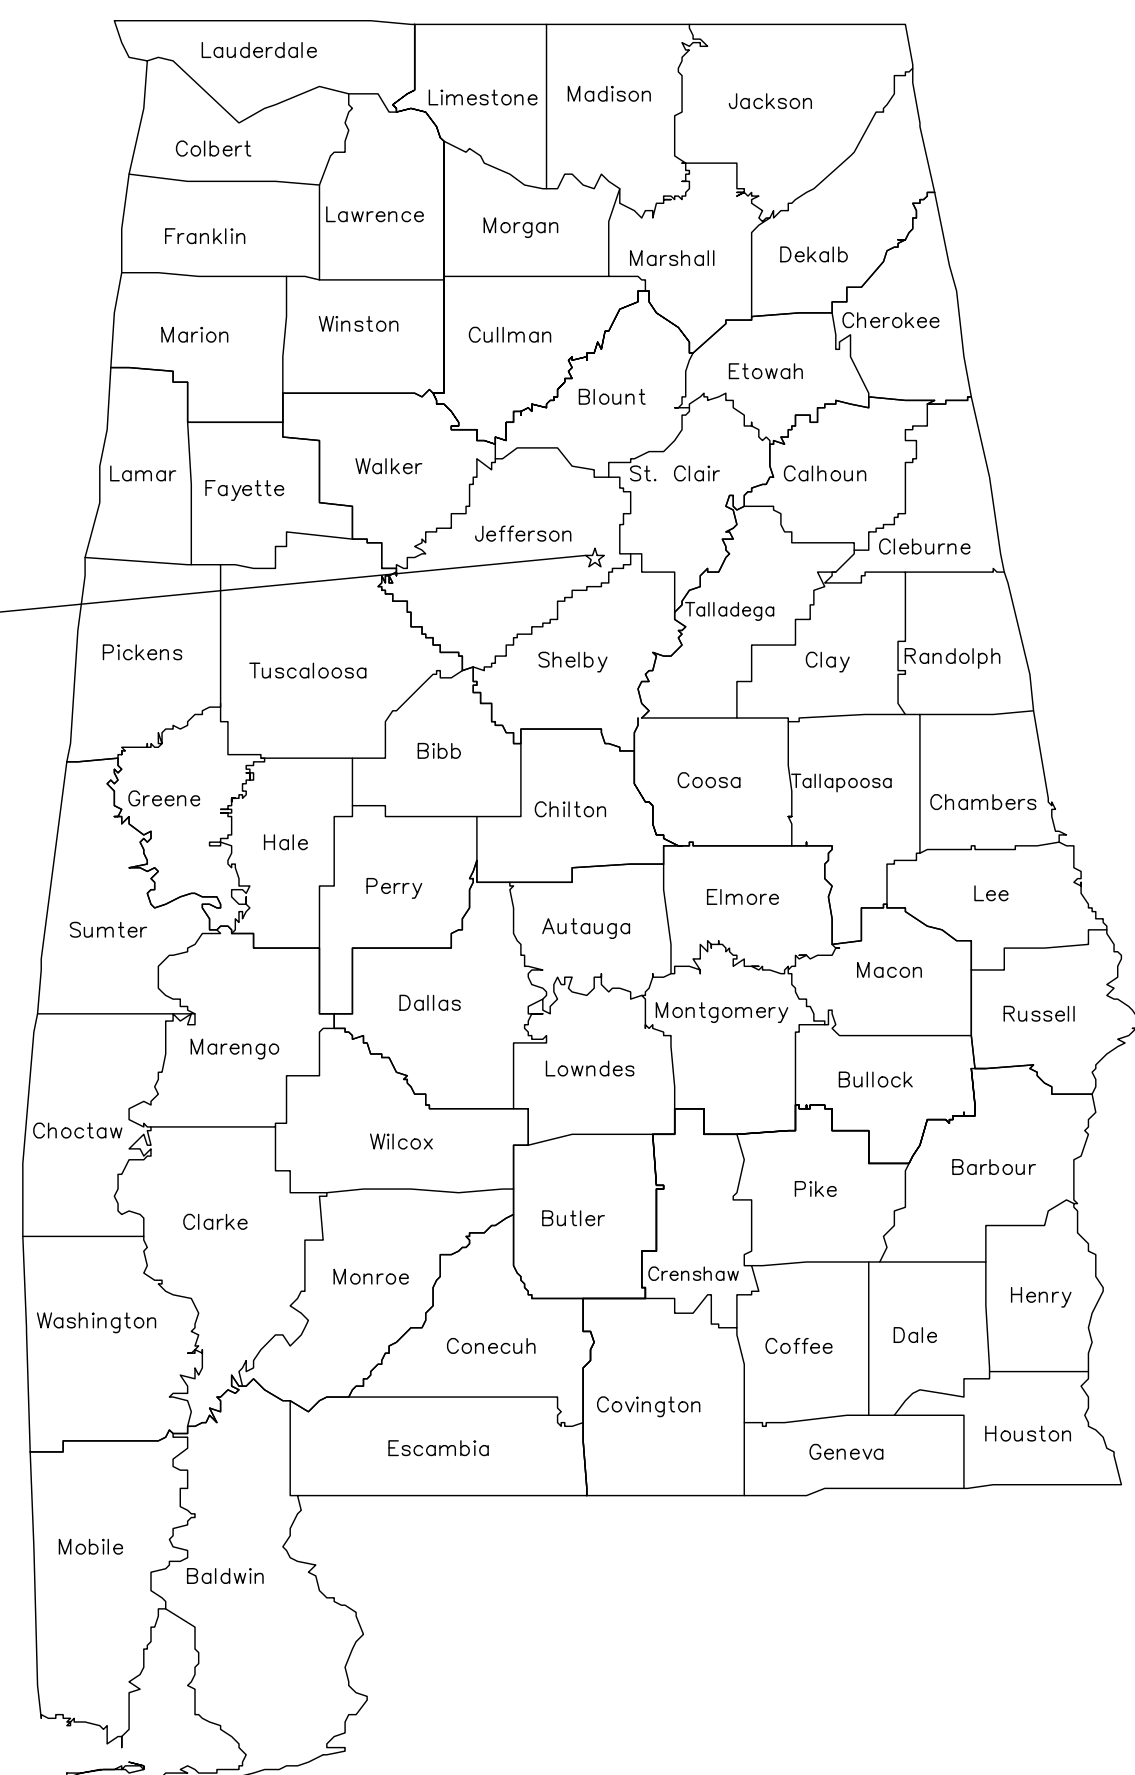 Lauderdale
Limestone
Madison
Jackson
Colbert
Lawrence
Franklin
Morgan
Marshall
Dekalb
Marion
Winston
Cullman
Cherokee
Blount
Etowah
Lamar
Fayette
Walker
St. Clair
Calhoun
Jefferson
Cleburne
Talladega
Pickens
Tuscaloosa
Shelby
Clay
Randolph
Bibb
Greene
Coosa
Tallapoosa
Chambers
Hale
Chilton
Perry
Elmore
Lee
Sumter
Autauga
Macon
Dallas
Montgomery
Russell
Marengo
Lowndes
Bullock
Choctaw
Wilcox
Barbour
Clarke
Butler
Pike
Monroe
Crenshaw
Henry
Washington
Conecuh
Coffee
Dale
Covington
Escambia
Geneva
Houston
Mobile
Baldwin